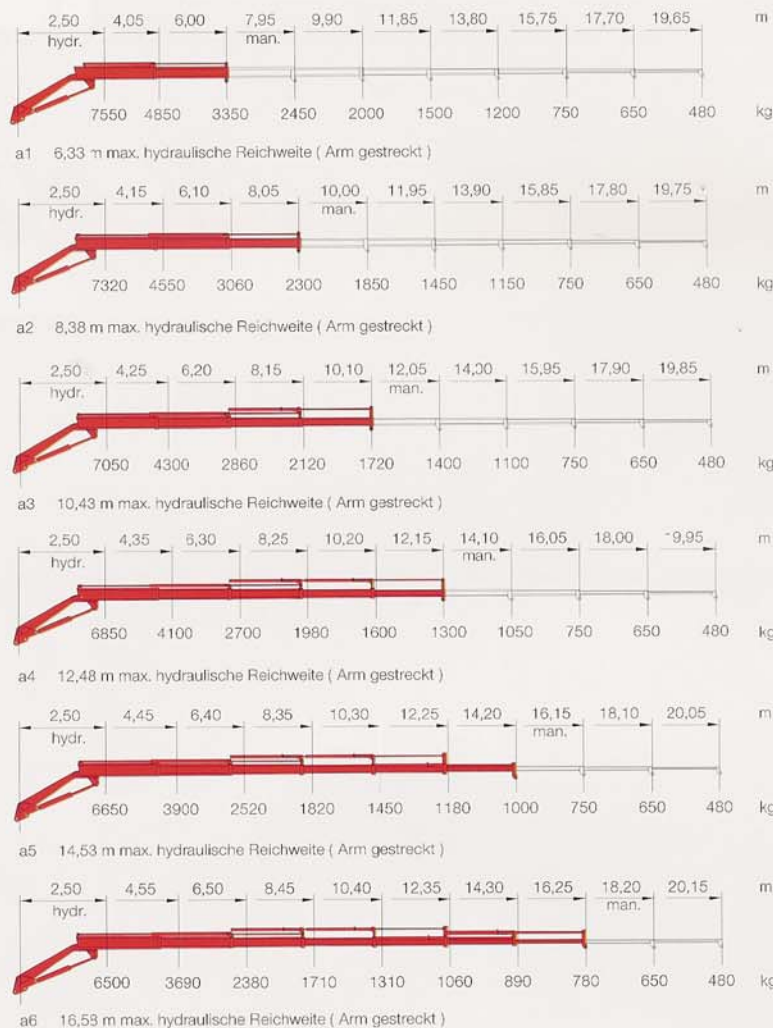 2,50 4,05 6,00 7,95 9,90 11,85 13,80 15,75 17,70 19,65 m
hydr. man.
7550 4850 3350 2450 2000 1500 1200 750 650 480 kg
a1 6,33 m max. hydraulische Reichweite ( Arm gestreckt )
2,50 4,15 6,10 8,05 10,00 11,95 13,90 15,85 17,80 19,75 m
hydr. man.
7320 4550 3060 2300 1850 1450 1150 750 650 480 kg
a2 8,38 m max. hydraulische Reichweite ( Arm gestreckt )
2,50 4,25 6,20 8,15 10,10 12,05 14,00 15,95 17,90 19,85 m
hydr. man.
7050 4300 2860 2120 1720 1400 1100 750 650 480 kg
a3 10,43 m max. hydraulische Reichweite ( Arm gestreckt )
2,50 4,35 6,30 8,25 10,20 12,15 14,10 16,05 18,00 19,95 m
hydr. man.
6850 4100 2700 1980 1600 1300 1050 750 650 480 kg
a4 12,48 m max. hydraulische Reichweite ( Arm gestreckt )
2,50 4,45 6,40 8,35 10,30 12,25 14,20 16,15 18,10 20,05 m
hydr. man.
6650 3900 2520 1820 1450 1180 1000 750 650 480 kg
a5 14,53 m max. hydraulische Reichweite ( Arm gestreckt )
2,50 4,55 6,50 8,45 10,40 12,35 14,30 16,25 18,20 20,15 m
hydr. man.
6500 3690 2380 1710 1310 1060 890 780 650 480 kg
a6 16,58 m max. hydraulische Reichweite ( Arm gestreckt )